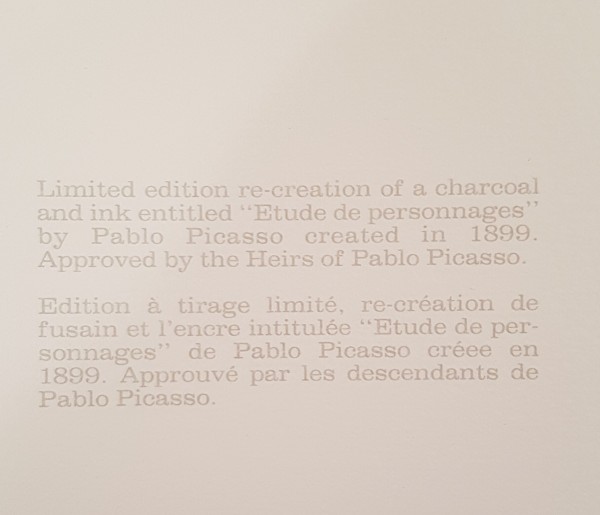 Limited edition re-creation of a charcoal
and ink entitled "Etude de personnages"
by Pablo Picasso created in 1899.
Approved by the Heirs of Pablo Picasso.
Edition à tirage limité, re-création de
fusain et l'encre intitulée "Etude de per-
sonnages" de Pablo Picasso créee en
1899. Approuvé par les descendants de
Pablo Picasso.